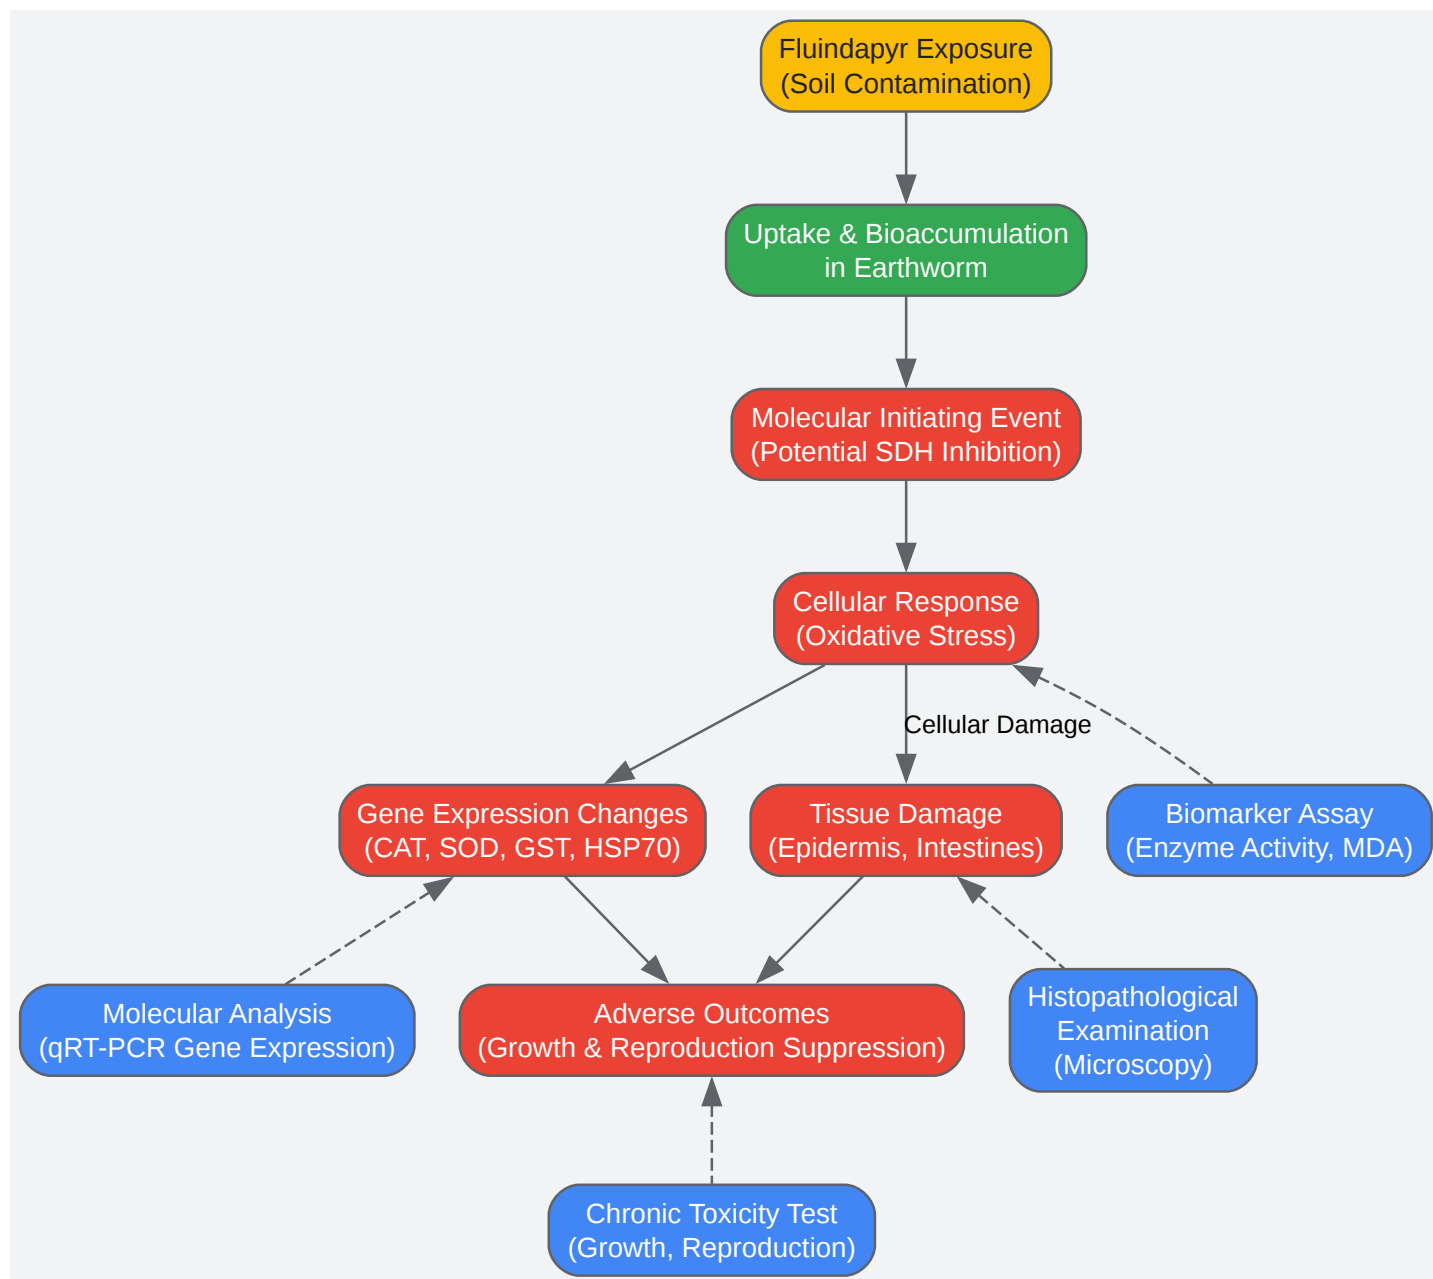 Fluindapyr Exposure
(Soil Contamination)
Uptake & Bioaccumulation
in Earthworm
Molecular Initiating Event
(Potential SDH Inhibition)
Cellular Response
(Oxidative Stress)
Cellular Damage
Gene Expression Changes
(CAT, SOD, GST, HSP70)
Tissue Damage
(Epidermis, Intestines)
Biomarker Assay
(Enzyme Activity, MDA)
Molecular Analysis
(qRT-PCR Gene Expression)
Adverse Outcomes
(Growth & Reproduction Suppression)
Histopathological
Examination
(Microscopy)
Chronic Toxicity Test
(Growth, Reproduction)